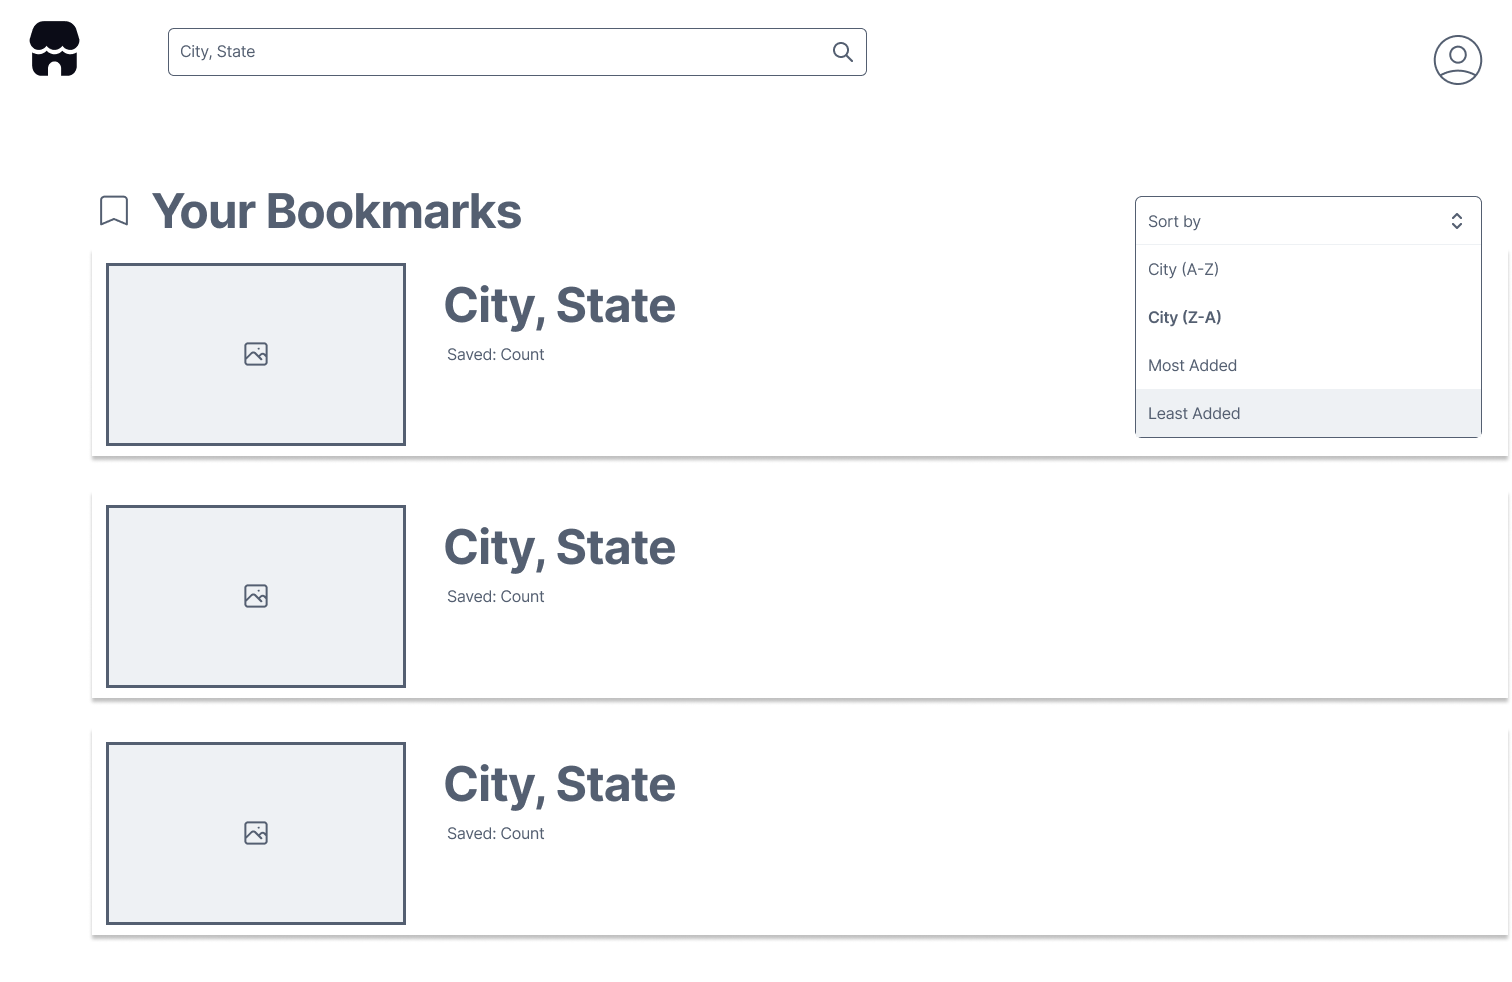 City, State
Your Bookmarks
Sort by
City (A-Z)
City (Z-A)
Most Added
Least Added
City, State
Saved: Count
City, State
Saved: Count
City, State
Saved: Count